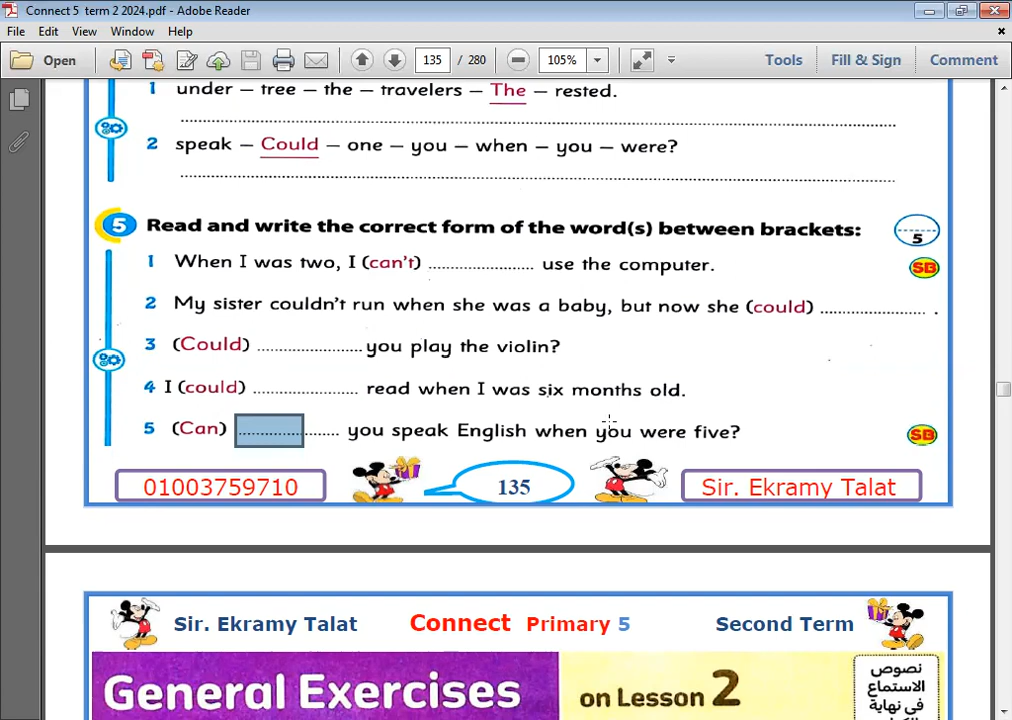 Connect 5 term 2 2024.pdf - Adobe Reader
File Edit View Window Help
Open 135 / 280 105% Tools Fill & Sign Comment
1 under – tree – the – travelers – The – rested.
2 speak – Could – one – you – when – you – were?
5 Read and write the correct form of the word(s) between brackets: 5
1 When I was two, I (can't) ........................ use the computer. SB
2 My sister couldn't run when she was a baby, but now she (could) ........................ .
3 (Could) ........................ you play the violin?
4 I (could) ........................ read when I was six months old.
5 (Can) ........................ you speak English when you were five? SB
01003759710 135 Sir. Ekramy Talat
Sir. Ekramy Talat Connect Primary 5 Second Term
General Exercises on Lesson 2
نصوص
الاستماع
في نهاية